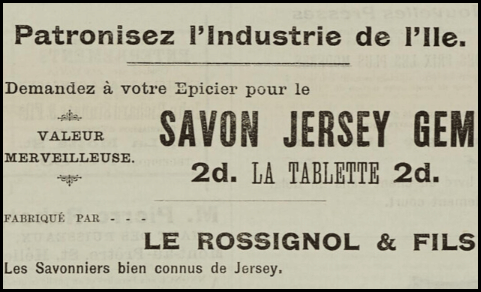 Patronisez l'Industrie de l'Ile.
Demandez à votre Epicier pour le
VALEUR
MERVEILLEUSE.
SAVON JERSEY GEM
2d. LA TABLETTE 2d.
FABRIQUÉ PAR - -
LE ROSSIGNOL & FILS
Les Savonniers bien connus de Jersey.